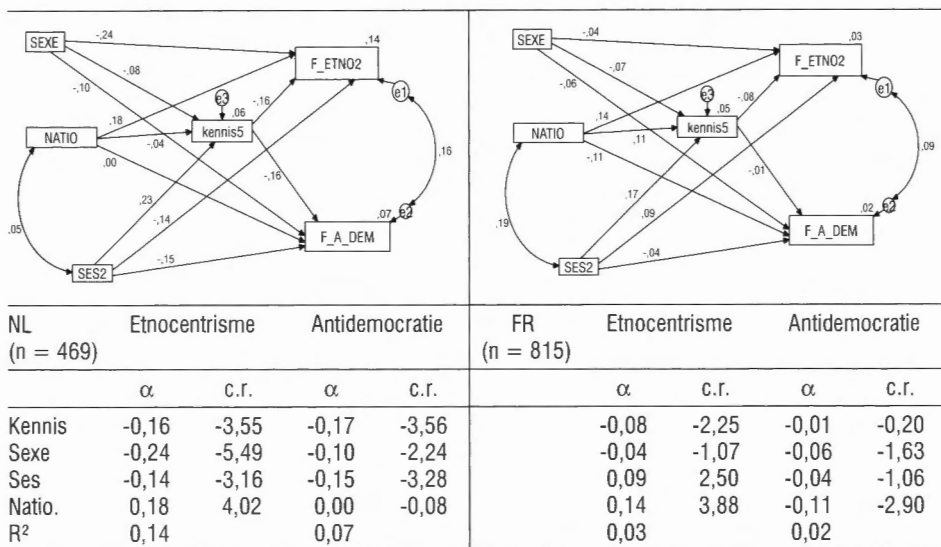 -,24
SEXE
,14
F_ETNO2
-,08
-,10
e3
-,16
e1
,06
,18
kennis5
NATIO
-,04
,00
,16
-,16
,23
-,14
,07
e2
,05
F_A_DEM
-,15
SES2
-,04
SEXE
,03
F_ETNO2
-,07
-,06
e3
-,08
e1
,05
,14
kennis5
NATIO
,11
-,11
,09
-,01
,17
,09
,02
e2
,19
F_A_DEM
-,04
SES2
NL Etnocentrisme Antidemocratie FR Etnocentrisme Antidemocratie
(n = 469) (n = 815)
α c.r. α c.r. α c.r. α c.r.
Kennis -0,16 -3,55 -0,17 -3,56 -0,08 -2,25 -0,01 -0,20
Sexe -0,24 -5,49 -0,10 -2,24 -0,04 -1,07 -0,06 -1,63
Ses -0,14 -3,16 -0,15 -3,28 0,09 2,50 -0,04 -1,06
Natio. 0,18 4,02 0,00 -0,08 0,14 3,88 -0,11 -2,90
R² 0,14 0,07 0,03 0,02